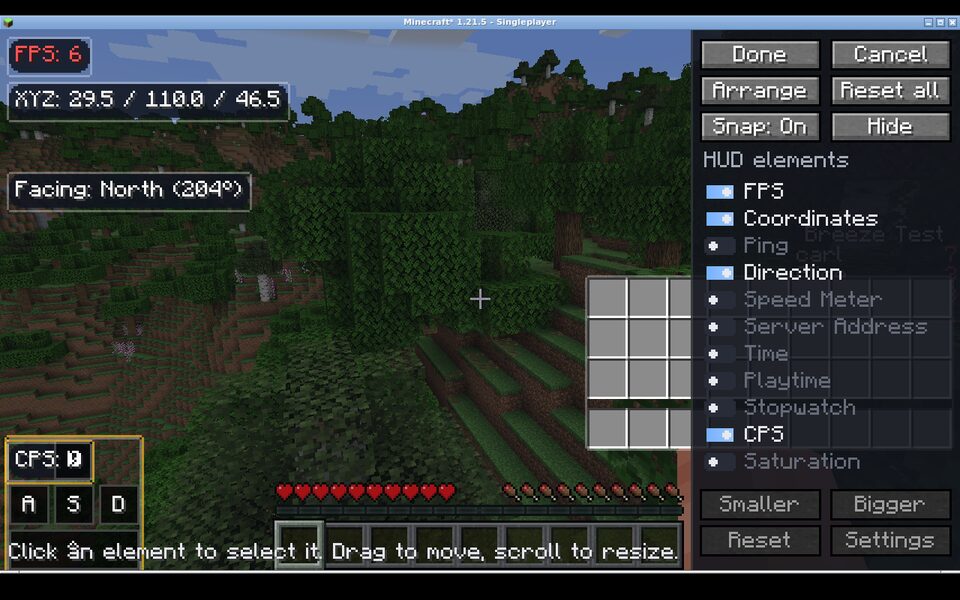 Minecraft* 1.21.5 - Singleplayer
FPS: 6
XYZ: 29.5 / 110.0 / 46.5
Facing: North (204º)
CPS: 0
A S D
Click an element to select it. Drag to move, scroll to resize.
Done
Cancel
Arrange
Reset all
Snap: On
Hide
HUD elements
FPS
Coordinates
Ping
Breeze Test
Direction
Speed Meter
Server Address
Time
Playtime
Stopwatch
CPS
Saturation
Smaller
Bigger
Reset
Settings